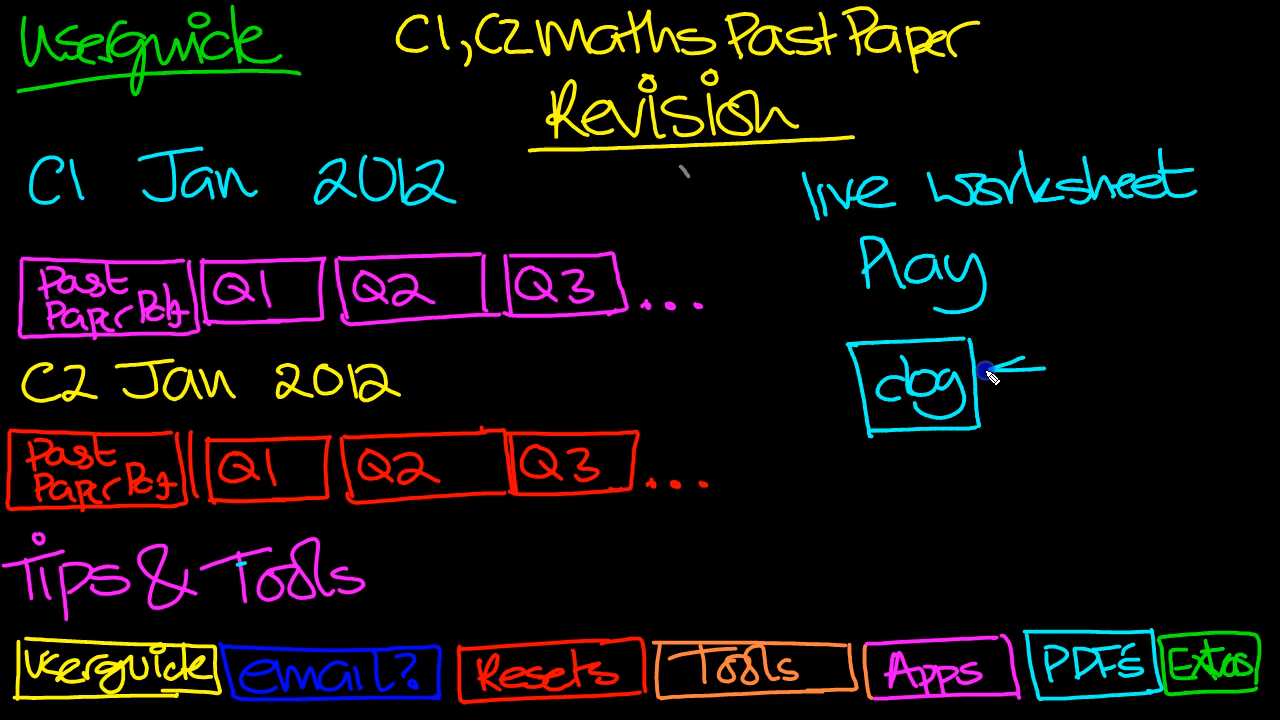 Userguide
C1, C2 Maths Past Paper
Revision
C1 Jan 2012
live worksheet
Play
Past Paper Pdf Q1 Q2 Q3 ...
dog
C2 Jan 2012
Past Paper Pdf Q1 Q2 Q3 ...
Tips & Tools
Userguide email? Resets Tools Apps PDFS Extras